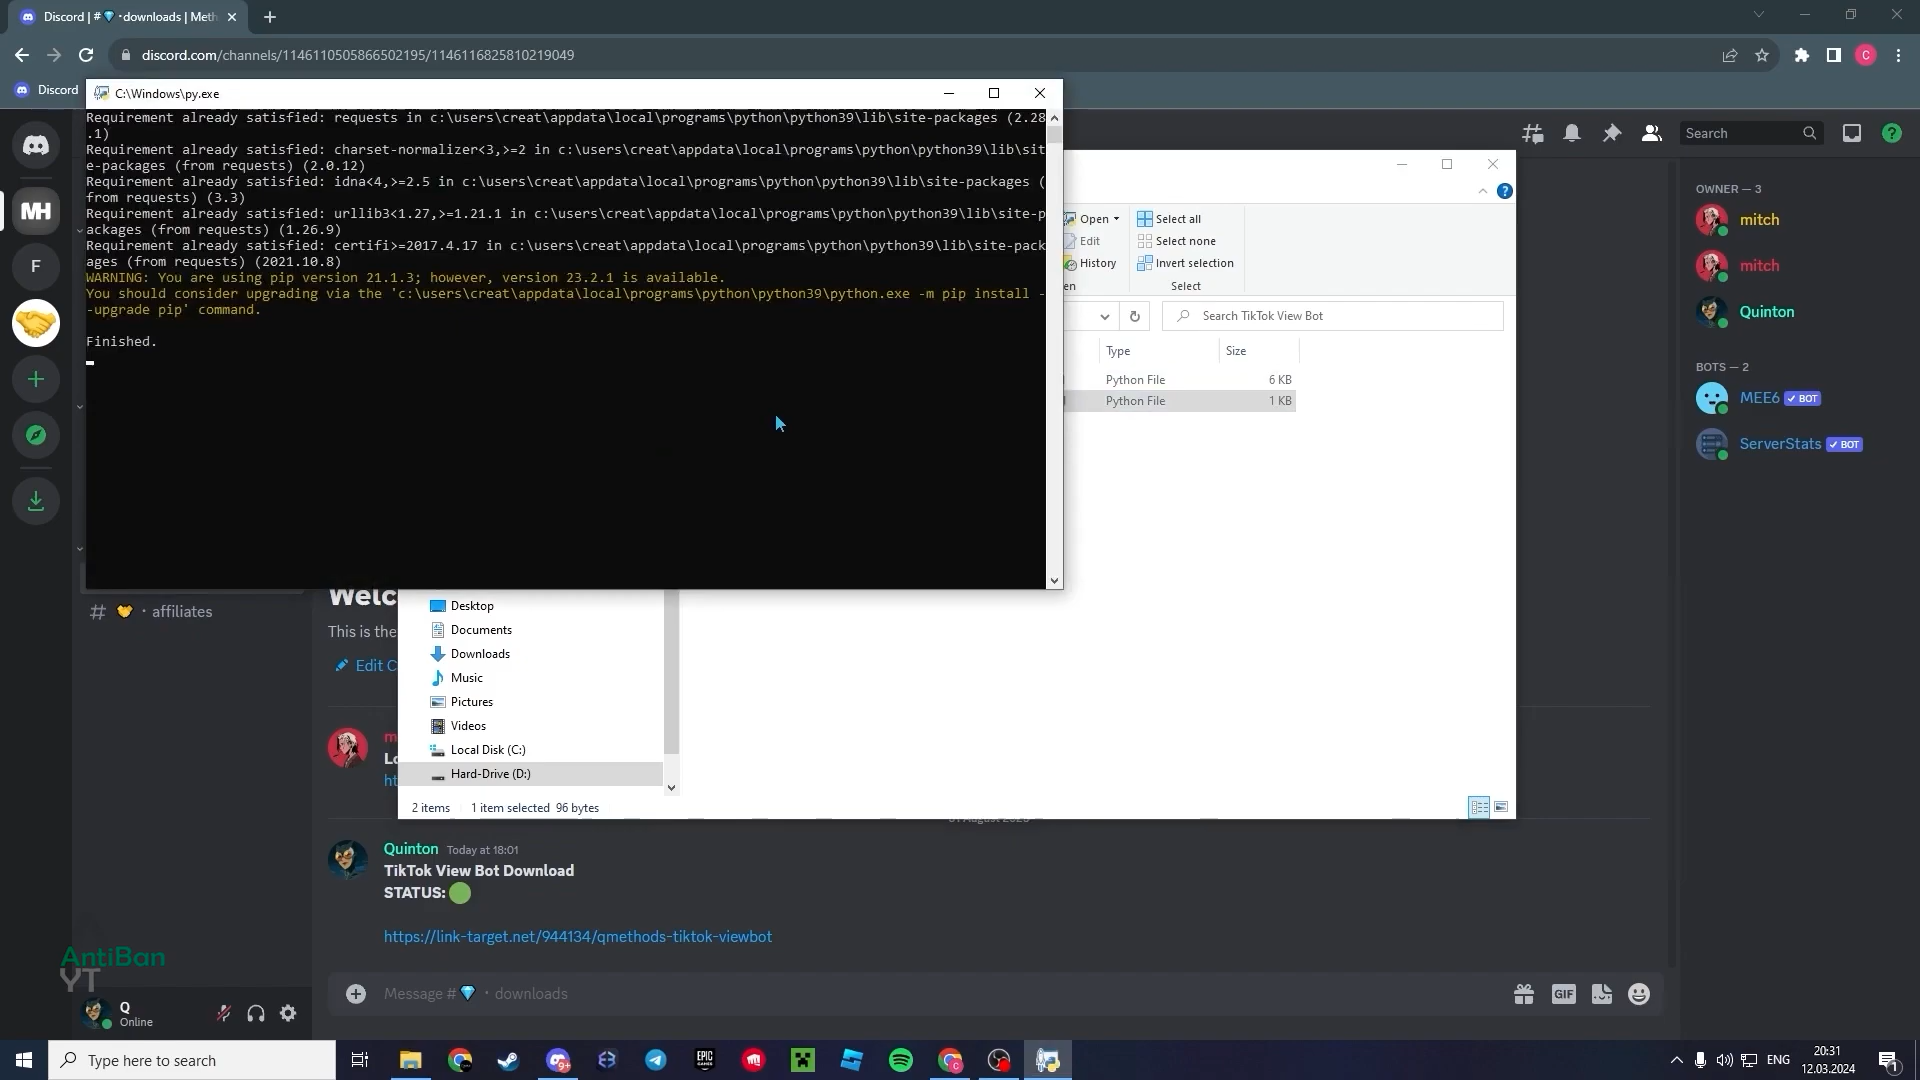 Discord | # • downloads | Meth
discord.com/channels/1146110505866502195/1146116825810219049
C
Discord
C:\Windows\py.exe
Requirement already satisfied: requests in c:\users\creat\appdata\local\programs\python\python39\lib\site-packages (2.28
.1)
Requirement already satisfied: charset-normalizer<3,>=2 in c:\users\creat\appdata\local\programs\python\python39\lib\sit
e-packages (from requests) (2.0.12)
Requirement already satisfied: idna<4,>=2.5 in c:\users\creat\appdata\local\programs\python\python39\lib\site-packages (
from requests) (3.3)
Requirement already satisfied: urllib3<1.27,>=1.21.1 in c:\users\creat\appdata\local\programs\python\python39\lib\site-p
ackages (from requests) (1.26.9)
Requirement already satisfied: certifi>=2017.4.17 in c:\users\creat\appdata\local\programs\python\python39\lib\site-pack
ages (from requests) (2021.10.8)
WARNING: You are using pip version 21.1.3; however, version 23.2.1 is available.
You should consider upgrading via the 'c:\users\creat\appdata\local\programs\python\python39\python.exe -m pip install -
-upgrade pip' command.
Finished.
MH
F
Open
Edit
History
en
Select all
Select none
Invert selection
Select
Search TikTok View Bot
Type Size
Python File 6 KB
Python File 1 KB
Search
OWNER — 3
mitch
mitch
Quinton
BOTS — 2
MEE6 ✓ BOT
ServerStats ✓ BOT
# • affiliates
Welc
This is the
Edit C
Desktop
Documents
Downloads
Music
Pictures
Videos
Local Disk (C:)
Hard-Drive (D:)
2 items 1 item selected 96 bytes
m
Lo
ht
Quinton Today at 18:01
TikTok View Bot Download
STATUS:
https://link-target.net/944134/qmethods-tiktok-viewbot
Message # • downloads
GIF
AntiBan
YT
Q
Online
Type here to search
EPIC
GAMES
9+
C
ENG
20:31
12.03.2024
1